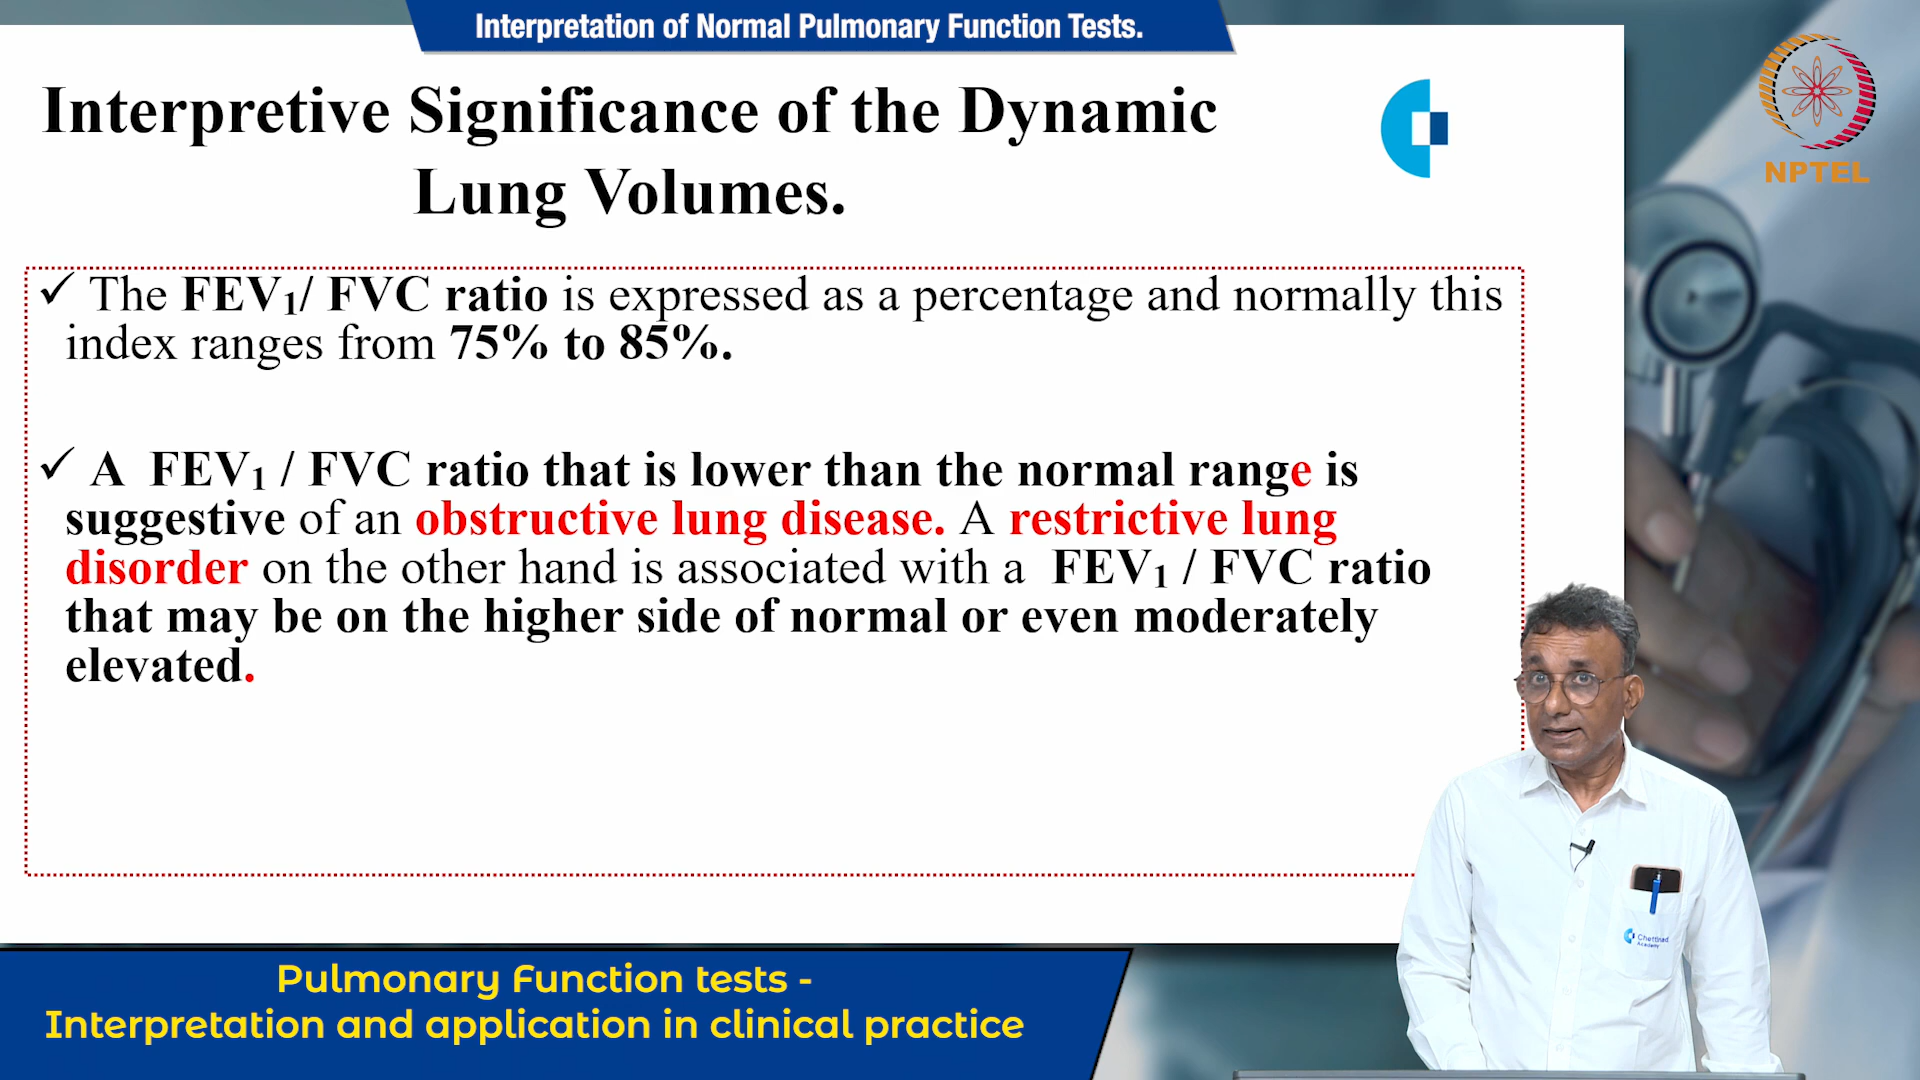 Interpretation of Normal Pulmonary Function Tests.
Interpretive Significance of the Dynamic
Lung Volumes.
NPTEL
✓ The FEV₁/ FVC ratio is expressed as a percentage and normally this
index ranges from 75% to 85%.
✓ A FEV₁ / FVC ratio that is lower than the normal range is
suggestive of an obstructive lung disease. A restrictive lung
disorder on the other hand is associated with a FEV₁ / FVC ratio
that may be on the higher side of normal or even moderately
elevated.
Chettinad
Academy
Pulmonary Function tests -
Interpretation and application in clinical practice